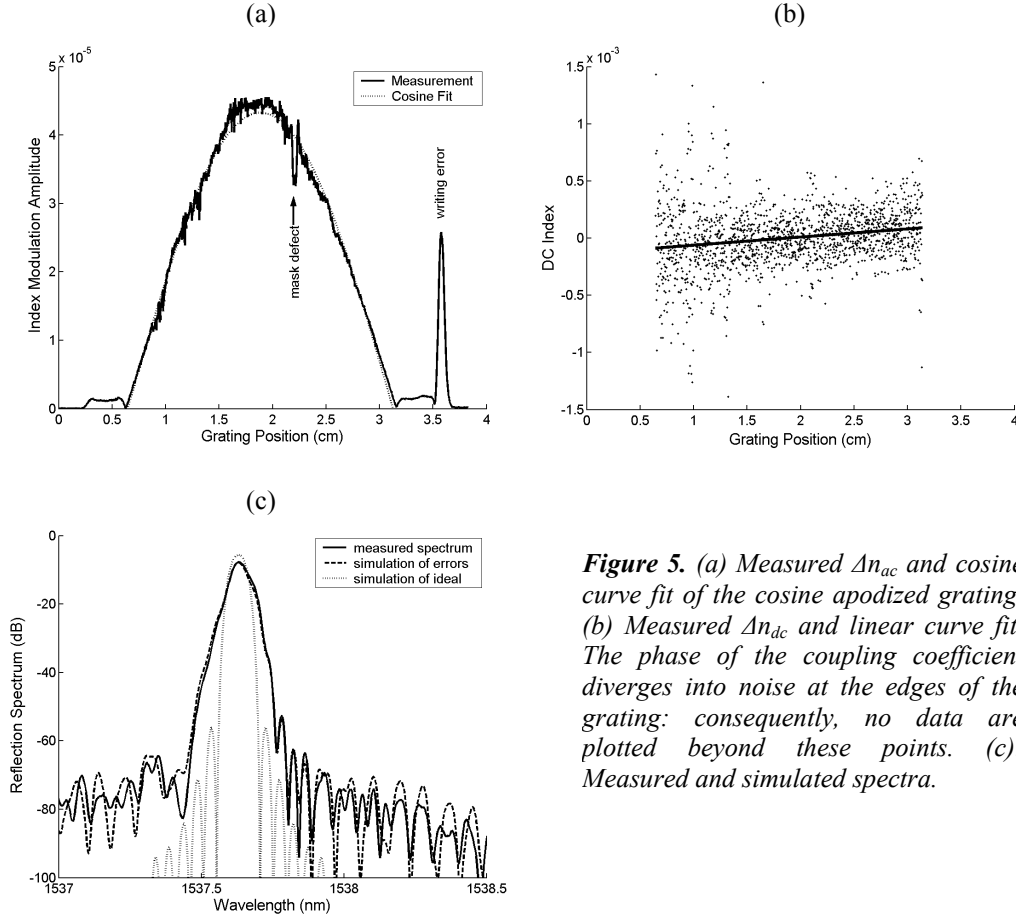 (a)
x 10⁻⁵
5
4
3
2
1
0
0 0.5 1 1.5 2 2.5 3 3.5 4
Index Modulation Amplitude
Grating Position (cm)
Measurement
Cosine Fit
mask defect
writing error
(b)
x 10⁻³
1.5
1
0.5
0
-0.5
-1
-1.5
0 0.5 1 1.5 2 2.5 3 3.5 4
DC Index
Grating Position (cm)
(c)
0
-20
-40
-60
-80
-100
1537 1537.5 1538 1538.5
Reflection Spectrum (dB)
Wavelength (nm)
measured spectrum
simulation of errors
simulation of ideal
Figure 5. (a) Measured Δnac and cosine
curve fit of the cosine apodized grating
(b) Measured Δndc and linear curve fit
The phase of the coupling coefficien
diverges into noise at the edges of the
grating: consequently, no data are
plotted beyond these points. (c)
Measured and simulated spectra.